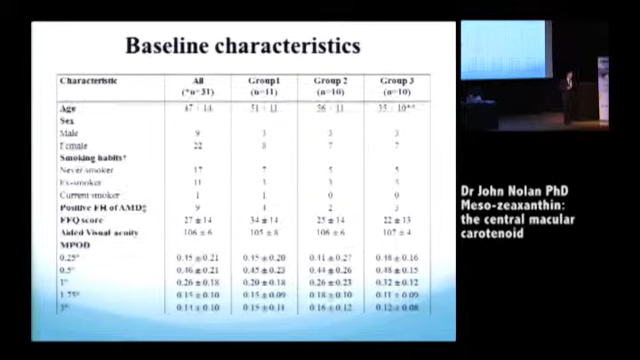 Baseline characteristics
Characteristic All Group1 Group 2 Group 3
(*n=31) (n=11) (n=10) (n=10)
Age 47 ± 14 51 ± 11 56 ± 11
Sex
Male 9 3 3 3
Female 22 8 7 7
Smoking habits
Never smoker 17 7 5 5
Ex-smoker 11
Current smoker 1 1 0 0
Positive FH of AMD 9 4 2 3
FFQ score 27 ± 14 34 ± 14 25 ± 14 22 ± 13
Aided Visual acuity 106 ± 6 105 ± 8 106 ± 6 107 ± 4
MPOD
0.25° 0.45 ± 0.21 0.45 ± 0.20 0.41 ± 0.27 0.48 ± 0.16
0.5° 0.46 ± 0.21 0.45 ± 0.23 0.44 ± 0.26 0.48 ± 0.15
1° 0.26 ± 0.18 0.20 ± 0.18 0.26 ± 0.23 0.32 ± 0.12
1.75° 0.15 ± 0.10 0.15 ± 0.09 0.18 ± 0.10 0.11 ± 0.09
3° 0.14 ± 0.10 0.15 ± 0.11 0.16 ± 0.12 0.12 ± 0.08
Dr John Nolan PhD
Meso-zeaxanthin:
the central macular
carotenoid